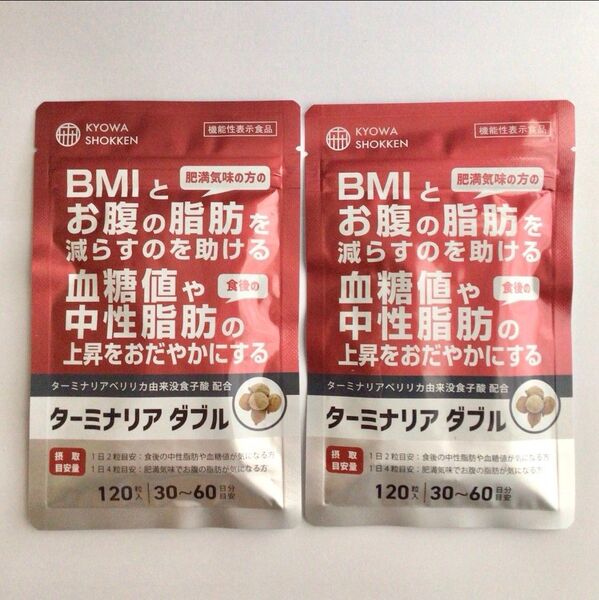 KYOWA
SHOKKEN
機能性表示食品
肥満気味の方の
BMIと
お腹の脂肪を
減らすのを助ける
食後の
血糖値や
中性脂肪の
上昇をおだやかにする
ターミナリアベリリカ由来没食子酸 配合
ターミナリア ダブル
摂取
目安量
1日2粒目安:食後の中性脂肪や血糖値が気になる方
1日4粒目安:肥満気味でお腹の脂肪が気になる方
120粒入 30〜60日分目安
KYOWA
SHOKKEN
機能性表示食品
肥満気味の方の
BMIと
お腹の脂肪を
減らすのを助ける
食後の
血糖値や
中性脂肪の
上昇をおだやかにする
ターミナリアベリリカ由来没食子酸 配合
ターミナリア ダブル
摂取
目安量
1日2粒目安:食後の中性脂肪や血糖値が気になる方
1日4粒目安:肥満気味でお腹の脂肪が気になる方
120粒入 30〜60日分目安